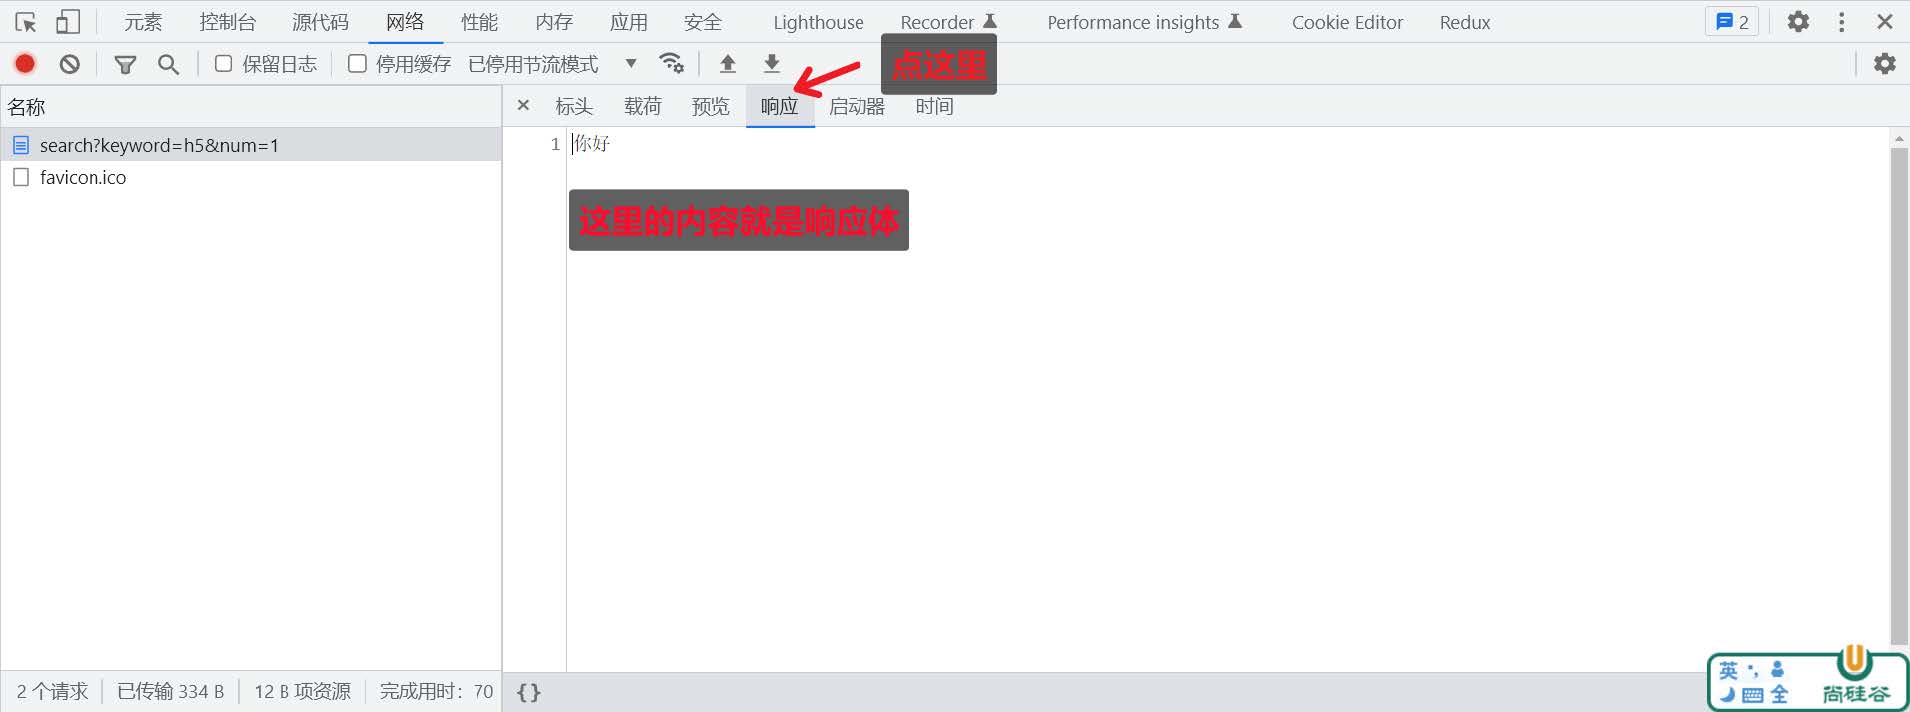 元素 控制台 源代码 网络 性能 内存 应用 安全 Lighthouse Recorder Performance insights Cookie Editor Redux 2
保留日志 停用缓存 已停用节流模式 点这里
名称 × 标头 载荷 预览 响应 启动器 时间
search?keyword=h5&num=1 1 你好
favicon.ico
这里的内容就是响应体
2 个请求 已传输 334 B 12 B 项资源 完成用时：70 {}
英 全 尚硅谷